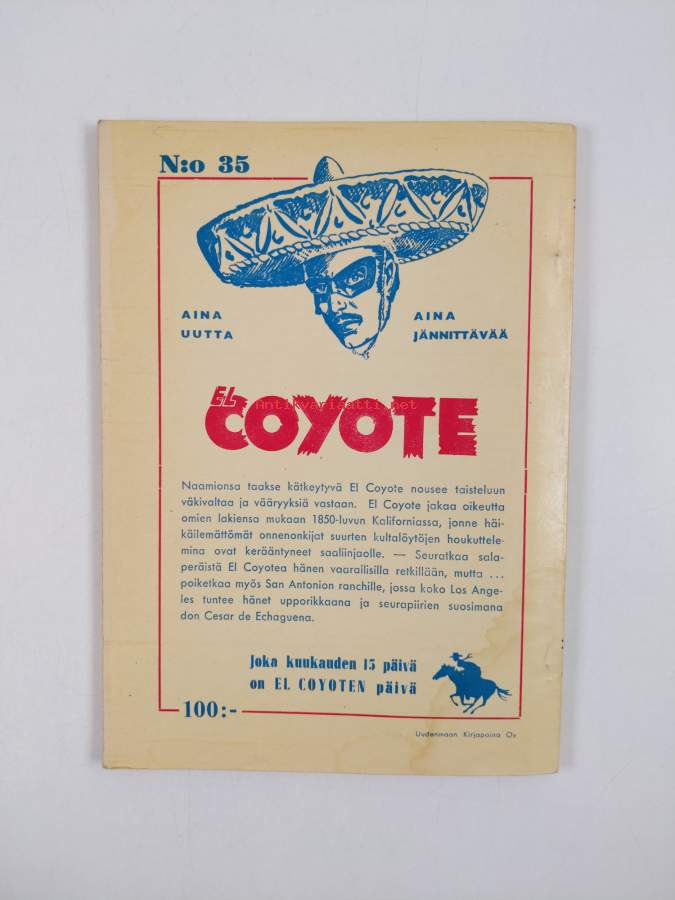 N:o 35
AINA
UUTTA
AINA
JÄNNITTÄVÄÄ
EL
COYOTE
antikvariaatti.net
Naamionsa taakse kätkeytyvä El Coyote nousee taisteluun
väkivaltaa ja vääryyksiä vastaan. El Coyote jakaa oikeutta
omien lakiensa mukaan 1850-luvun Kaliforniassa, jonne häi-
käilemättömät onnenonkijat suurten kultalöytöjen houkuttele-
mina ovat kerääntyneet saaliinjaolle. — Seuratkaa sala-
peräistä El Coyotea hänen vaarallisilla retkillään, mutta ...
poiketkaa myös San Antonion ranchille, jossa koko Los Ange-
les tuntee hänet upporikkaana ja seurapiirien suosimana
don Cesar de Echaguena.
Joka kuukauden 15 päivä
on EL COYOTEN päivä
100:-
Uudenmaan Kirjapaino Oy